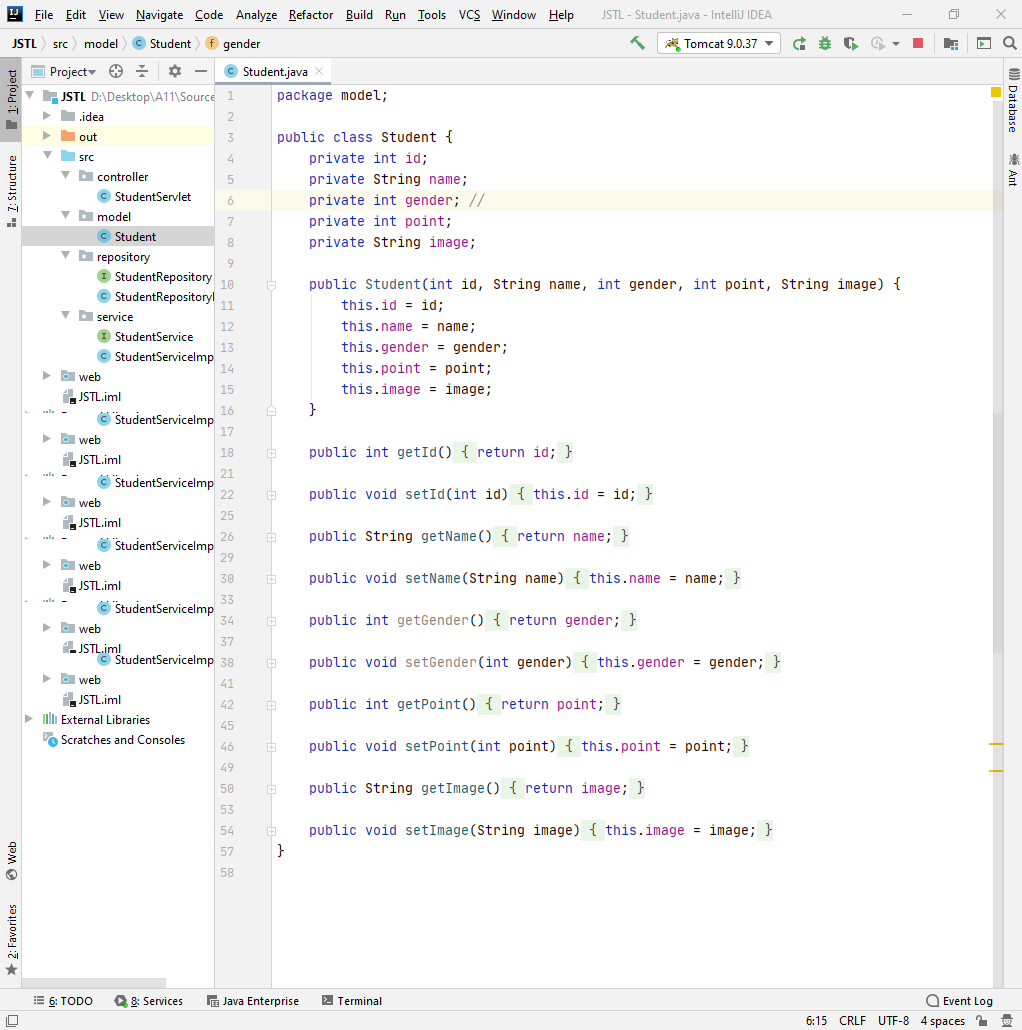 File Edit View Navigate Code Analyze Refactor Build Run Tools VCS Window Help JSTL - Student.java - IntelliJ IDEA
JSTL src model Student gender Tomcat 9.0.37
Project Student.java
1: Project
7: Structure
Web
2: Favorites
JSTL D:\Desktop\A11\Source
.idea
out
src
controller
StudentServlet
model
Student
repository
StudentRepository
StudentRepositoryI
service
StudentService
StudentServiceImp
web
JSTL.iml
StudentServiceImp
web
JSTL.iml
StudentServiceImp
web
JSTL.iml
StudentServiceImp
web
JSTL.iml
StudentServiceImp
web
JSTL.iml
StudentServiceImp
web
JSTL.iml
External Libraries
Scratches and Consoles
1 package model;
2
3 public class Student {
4 private int id;
5 private String name;
6 private int gender; //
7 private int point;
8 private String image;
9
10 public Student(int id, String name, int gender, int point, String image) {
11 this.id = id;
12 this.name = name;
13 this.gender = gender;
14 this.point = point;
15 this.image = image;
16 }
17
18 public int getId() { return id; }
21
22 public void setId(int id) { this.id = id; }
25
26 public String getName() { return name; }
29
30 public void setName(String name) { this.name = name; }
33
34 public int getGender() { return gender; }
37
38 public void setGender(int gender) { this.gender = gender; }
41
42 public int getPoint() { return point; }
45
46 public void setPoint(int point) { this.point = point; }
49
50 public String getImage() { return image; }
53
54 public void setImage(String image) { this.image = image; }
57 }
58
Database
Ant
6: TODO 8: Services Java Enterprise Terminal Event Log
6:15 CRLF UTF-8 4 spaces